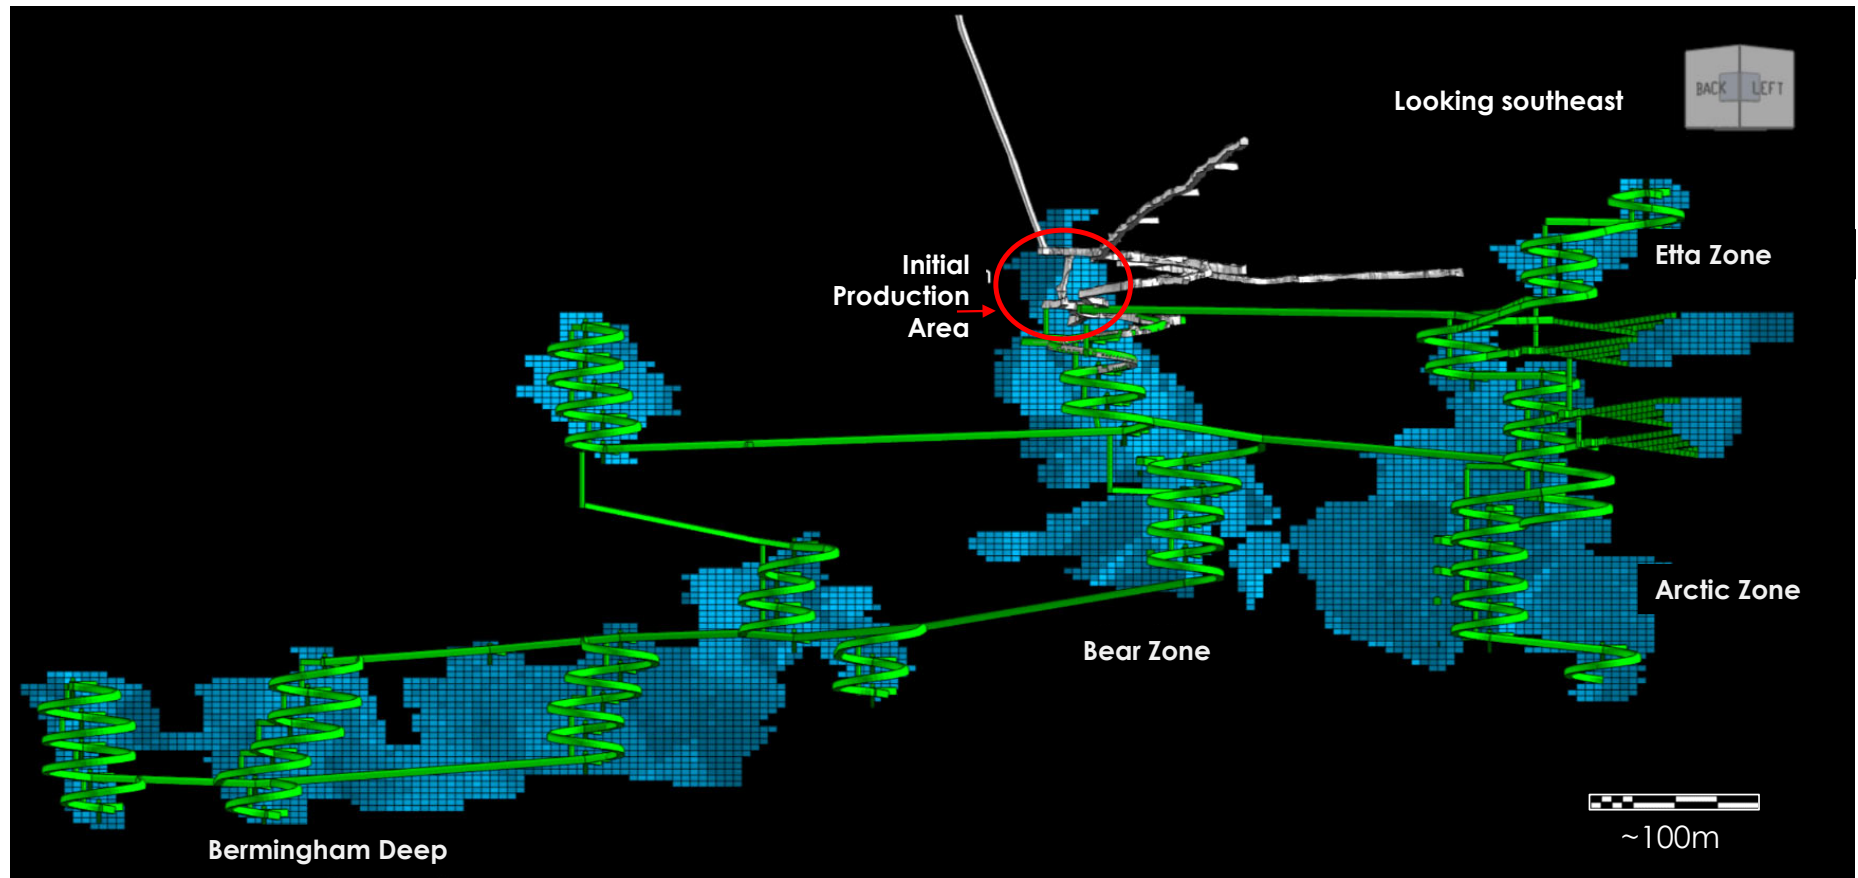 Looking southeast
BACK
LEFT
Initial
Production
Area
Etta Zone
Arctic Zone
Bear Zone
Bermingham Deep
~100m